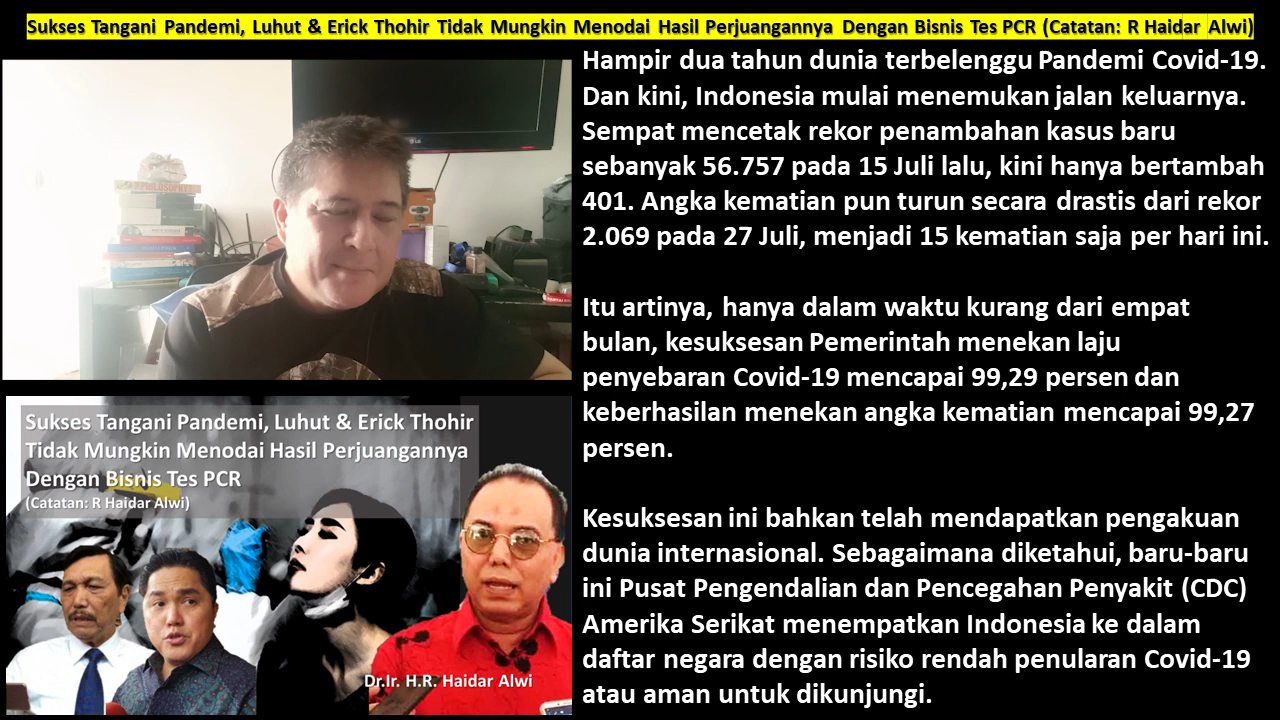 Sukses Tangani Pandemi, Luhut & Erick Thohir Tidak Mungkin Menodai Hasil Perjuangannya Dengan Bisnis Tes PCR (Catatan: R Haidar Alwi)
Sukses Tangani Pandemi, Luhut & Erick Thohir
Tidak Mungkin Menodai Hasil Perjuangannya
Dengan Bisnis Tes PCR
(Catatan: R Haidar Alwi)
Dr.Ir. H.R. Haidar Alwi
Hampir dua tahun dunia terbelenggu Pandemi Covid-19.
Dan kini, Indonesia mulai menemukan jalan keluarnya.
Sempat mencetak rekor penambahan kasus baru
sebanyak 56.757 pada 15 Juli lalu, kini hanya bertambah
401. Angka kematian pun turun secara drastis dari rekor
2.069 pada 27 Juli, menjadi 15 kematian saja per hari ini.
Itu artinya, hanya dalam waktu kurang dari empat
bulan, kesuksesan Pemerintah menekan laju
penyebaran Covid-19 mencapai 99,29 persen dan
keberhasilan menekan angka kematian mencapai 99,27
persen.
Kesuksesan ini bahkan telah mendapatkan pengakuan
dunia internasional. Sebagaimana diketahui, baru-baru
ini Pusat Pengendalian dan Pencegahan Penyakit (CDC)
Amerika Serikat menempatkan Indonesia ke dalam
daftar negara dengan risiko rendah penularan Covid-19
atau aman untuk dikunjungi.